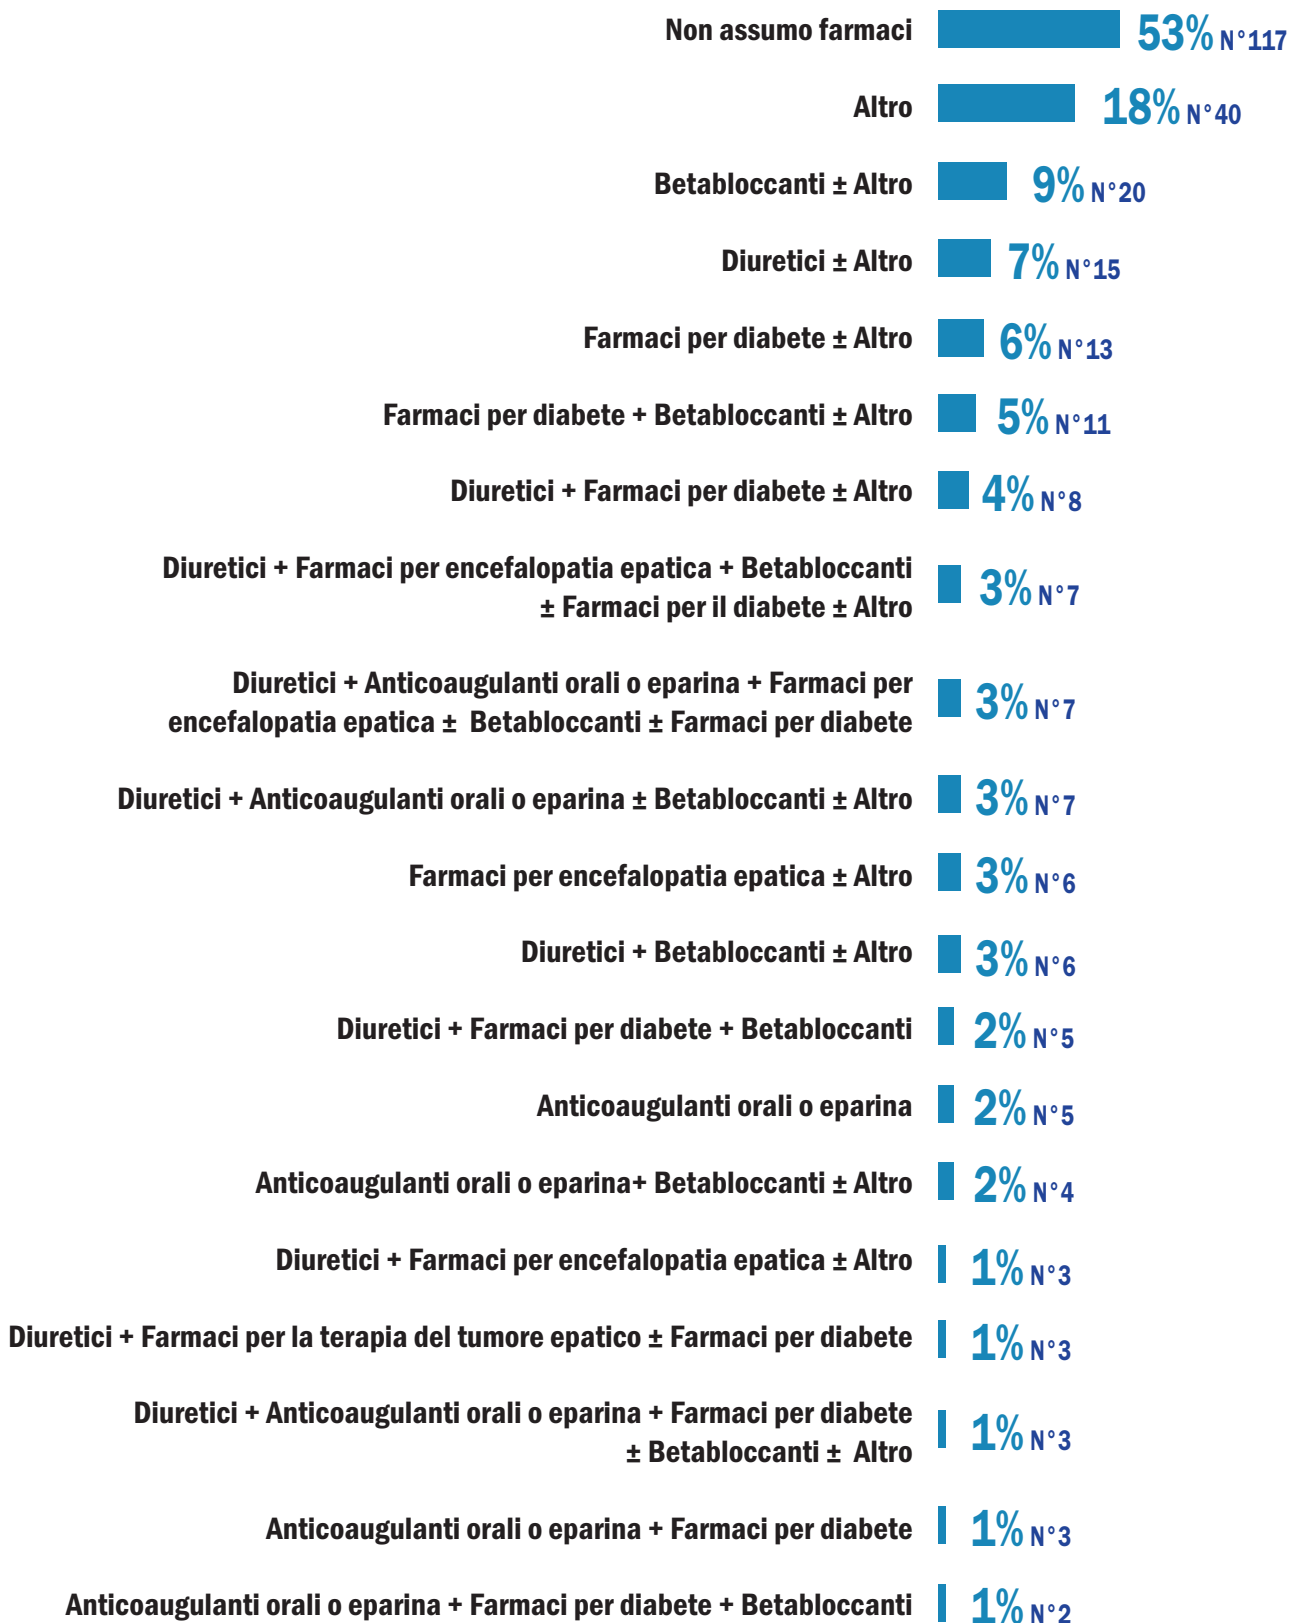 Non assumo farmaci 53% N°117
Altro 18% N°40
Betabloccanti ± Altro 9% N°20
Diuretici ± Altro 7% N°15
Farmaci per diabete ± Altro 6% N°13
Farmaci per diabete + Betabloccanti ± Altro 5% N°11
Diuretici + Farmaci per diabete ± Altro 4% N°8
Diuretici + Farmaci per encefalopatia epatica + Betabloccanti
± Farmaci per il diabete ± Altro 3% N°7
Diuretici + Anticoaugulanti orali o eparina + Farmaci per
encefalopatia epatica ± Betabloccanti ± Farmaci per diabete 3% N°7
Diuretici + Anticoaugulanti orali o eparina ± Betabloccanti ± Altro 3% N°7
Farmaci per encefalopatia epatica ± Altro 3% N°6
Diuretici + Betabloccanti ± Altro 3% N°6
Diuretici + Farmaci per diabete + Betabloccanti 2% N°5
Anticoaugulanti orali o eparina 2% N°5
Anticoaugulanti orali o eparina+ Betabloccanti ± Altro 2% N°4
Diuretici + Farmaci per encefalopatia epatica ± Altro 1% N°3
Diuretici + Farmaci per la terapia del tumore epatico ± Farmaci per diabete 1% N°3
Diuretici + Anticoaugulanti orali o eparina + Farmaci per diabete
± Betabloccanti ± Altro 1% N°3
Anticoaugulanti orali o eparina + Farmaci per diabete 1% N°3
Anticoaugulanti orali o eparina + Farmaci per diabete + Betabloccanti 1% N°2